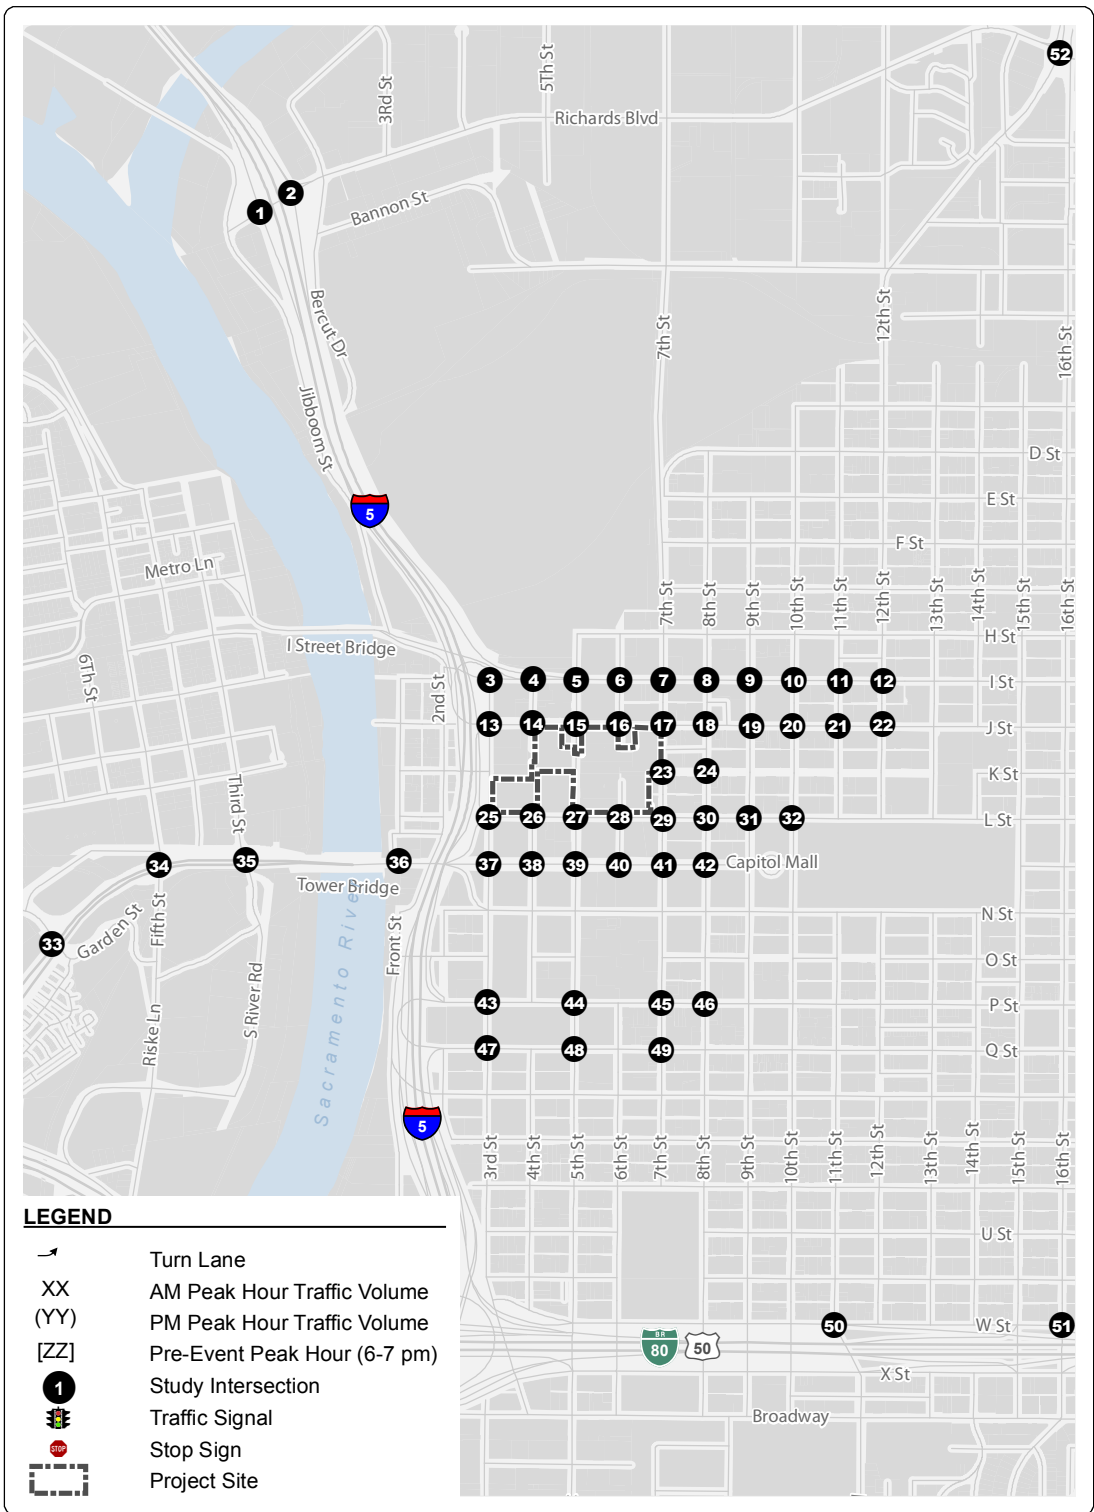 52
5Th St
3Rd St
Richards Blvd
2
1
Bannon St
Bercut Dr
7th St
12th St
16th St
Jibboom St
D St
E St
5
F St
Metro Ln
7th St
8th St
9th St
10th St
11th St
12th St
13th St
14th St
15th St
16th St
H St
I Street Bridge
6Th St
2nd St
3
4
5
6
7
8
9
10
11
12
I St
13
14
15
16
17
18
19
20
21
22
J St
23
24
K St
Third St
25
26
27
28
29
30
31
32
L St
34
35
36
37
38
39
40
41
42
Capitol Mall
Tower Bridge
33
Garden St
Fifth St
Front St
N St
O St
S River Rd
Riske Ln
Sacramento River
43
44
45
46
P St
47
48
49
Q St
5
3rd St
4th St
5th St
6th St
7th St
8th St
9th St
10th St
11th St
12th St
13th St
14th St
15th St
16th St
U St
50
W St
51
BR
80
50
X St
Broadway
LEGEND
Turn Lane
XX AM Peak Hour Traffic Volume
(YY) PM Peak Hour Traffic Volume
[ZZ] Pre-Event Peak Hour (6-7 pm)
1 Study Intersection
Traffic Signal
STOP Stop Sign
Project Site